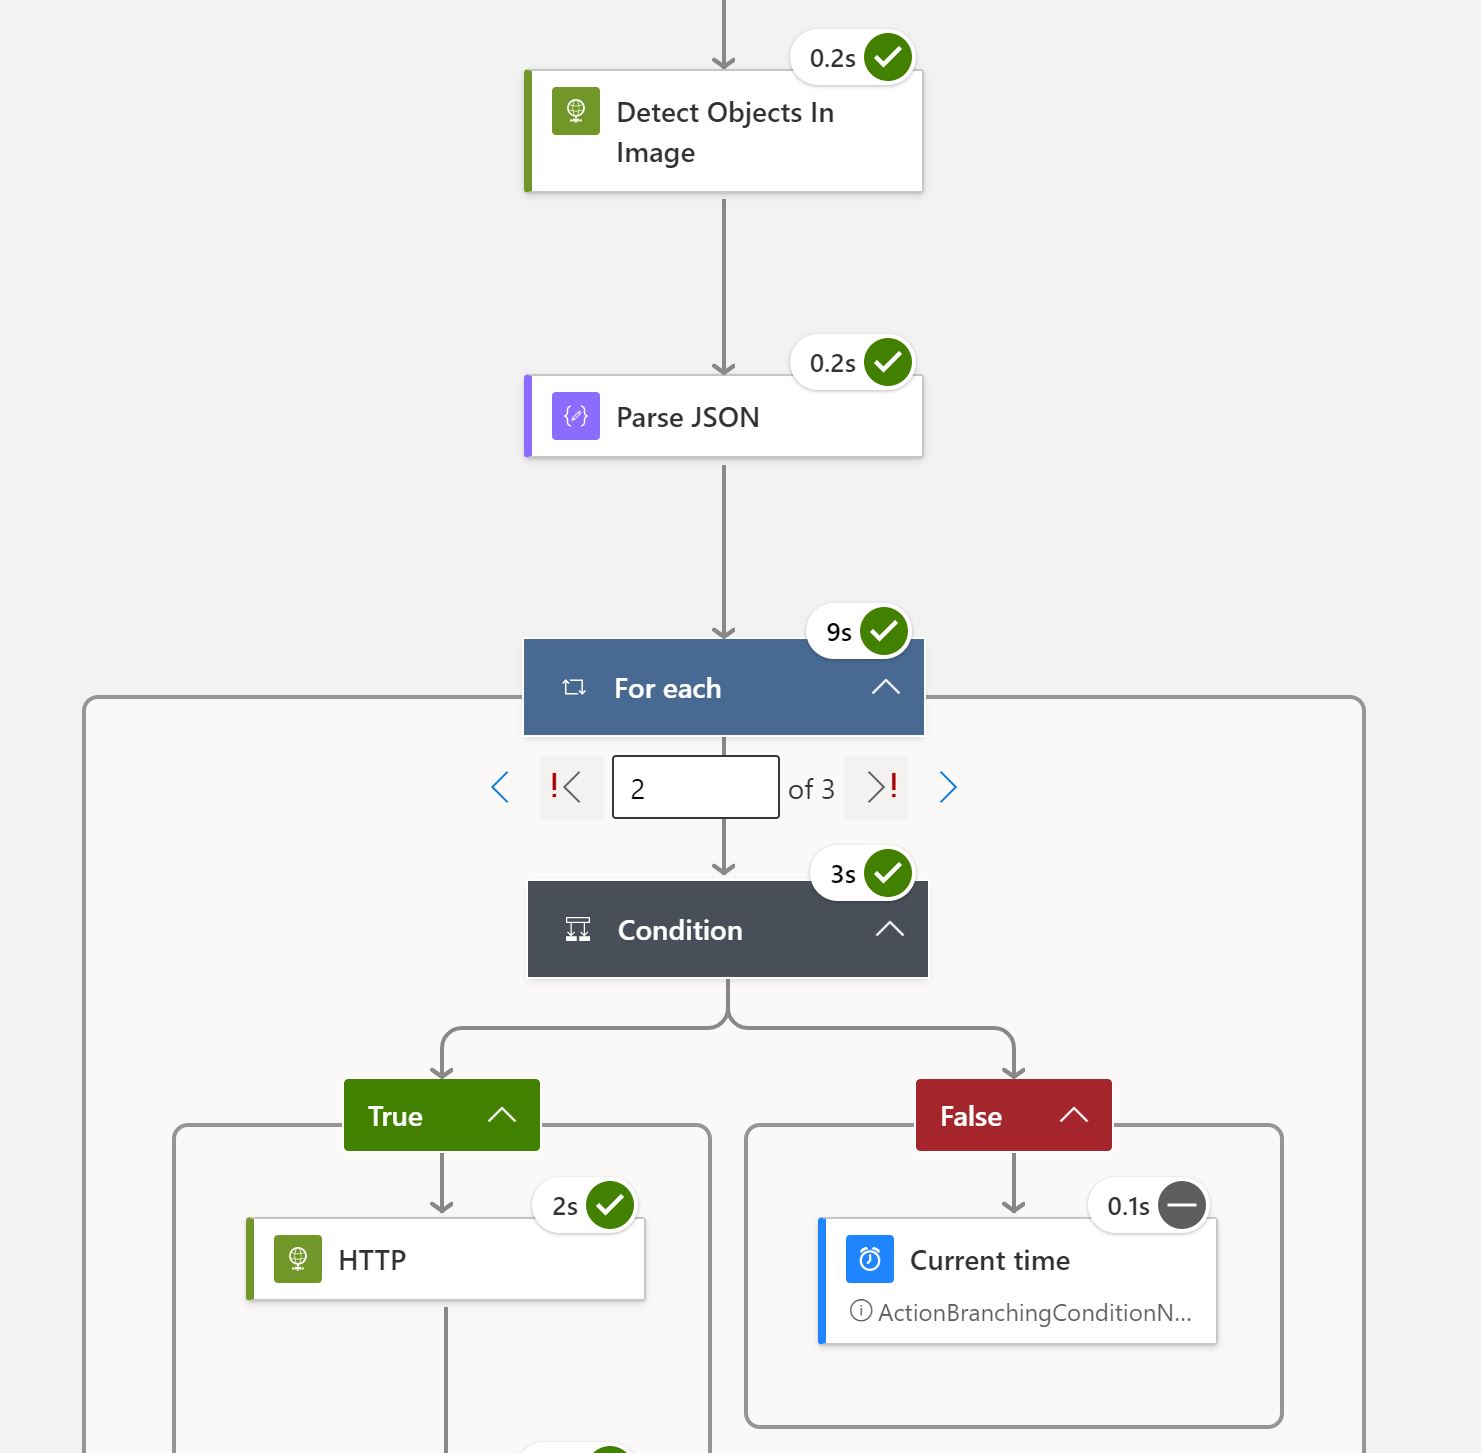 0.2s
Detect Objects In
Image
0.2s
Parse JSON
9s
For each
! 2 of 3 !
3s
Condition
True
False
2s
HTTP
0.1s
Current time
ActionBranchingConditionN...